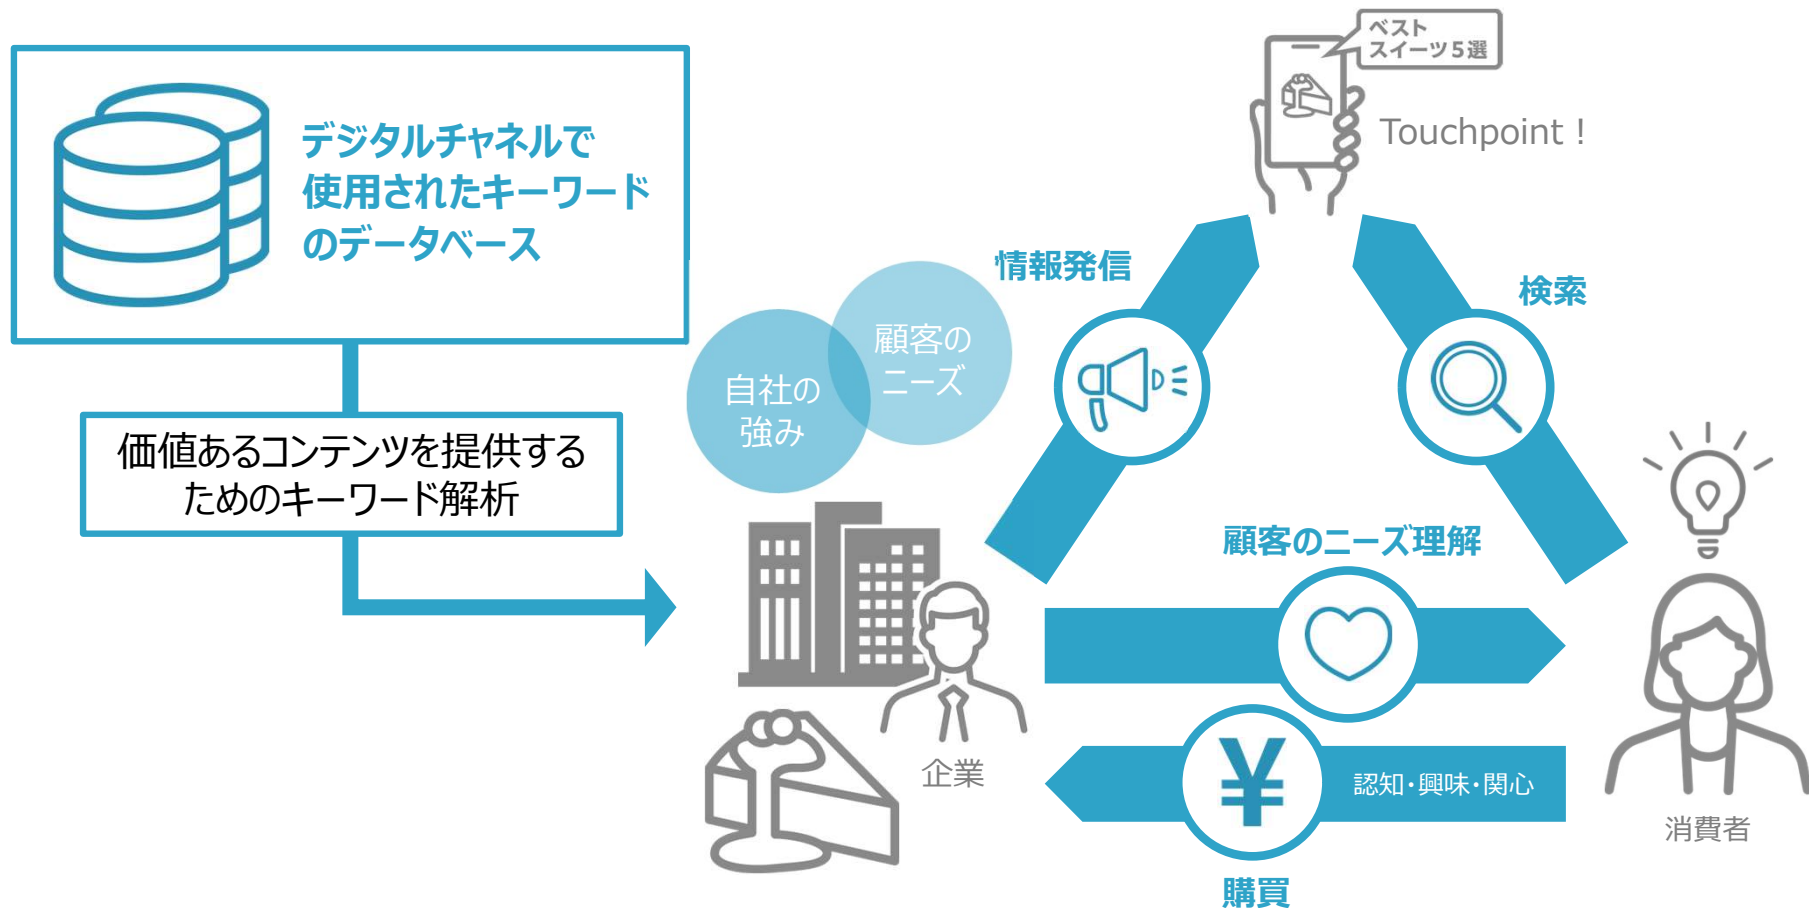 デジタルチャネルで
使用されたキーワード
のデータベース
価値あるコンテンツを提供する
ためのキーワード解析
自社の
強み
顧客の
ニーズ
情報発信
ベスト
スイーツ5選
Touchpoint !
検索
顧客のニーズ理解
¥
認知・興味・関心
購買
企業
消費者